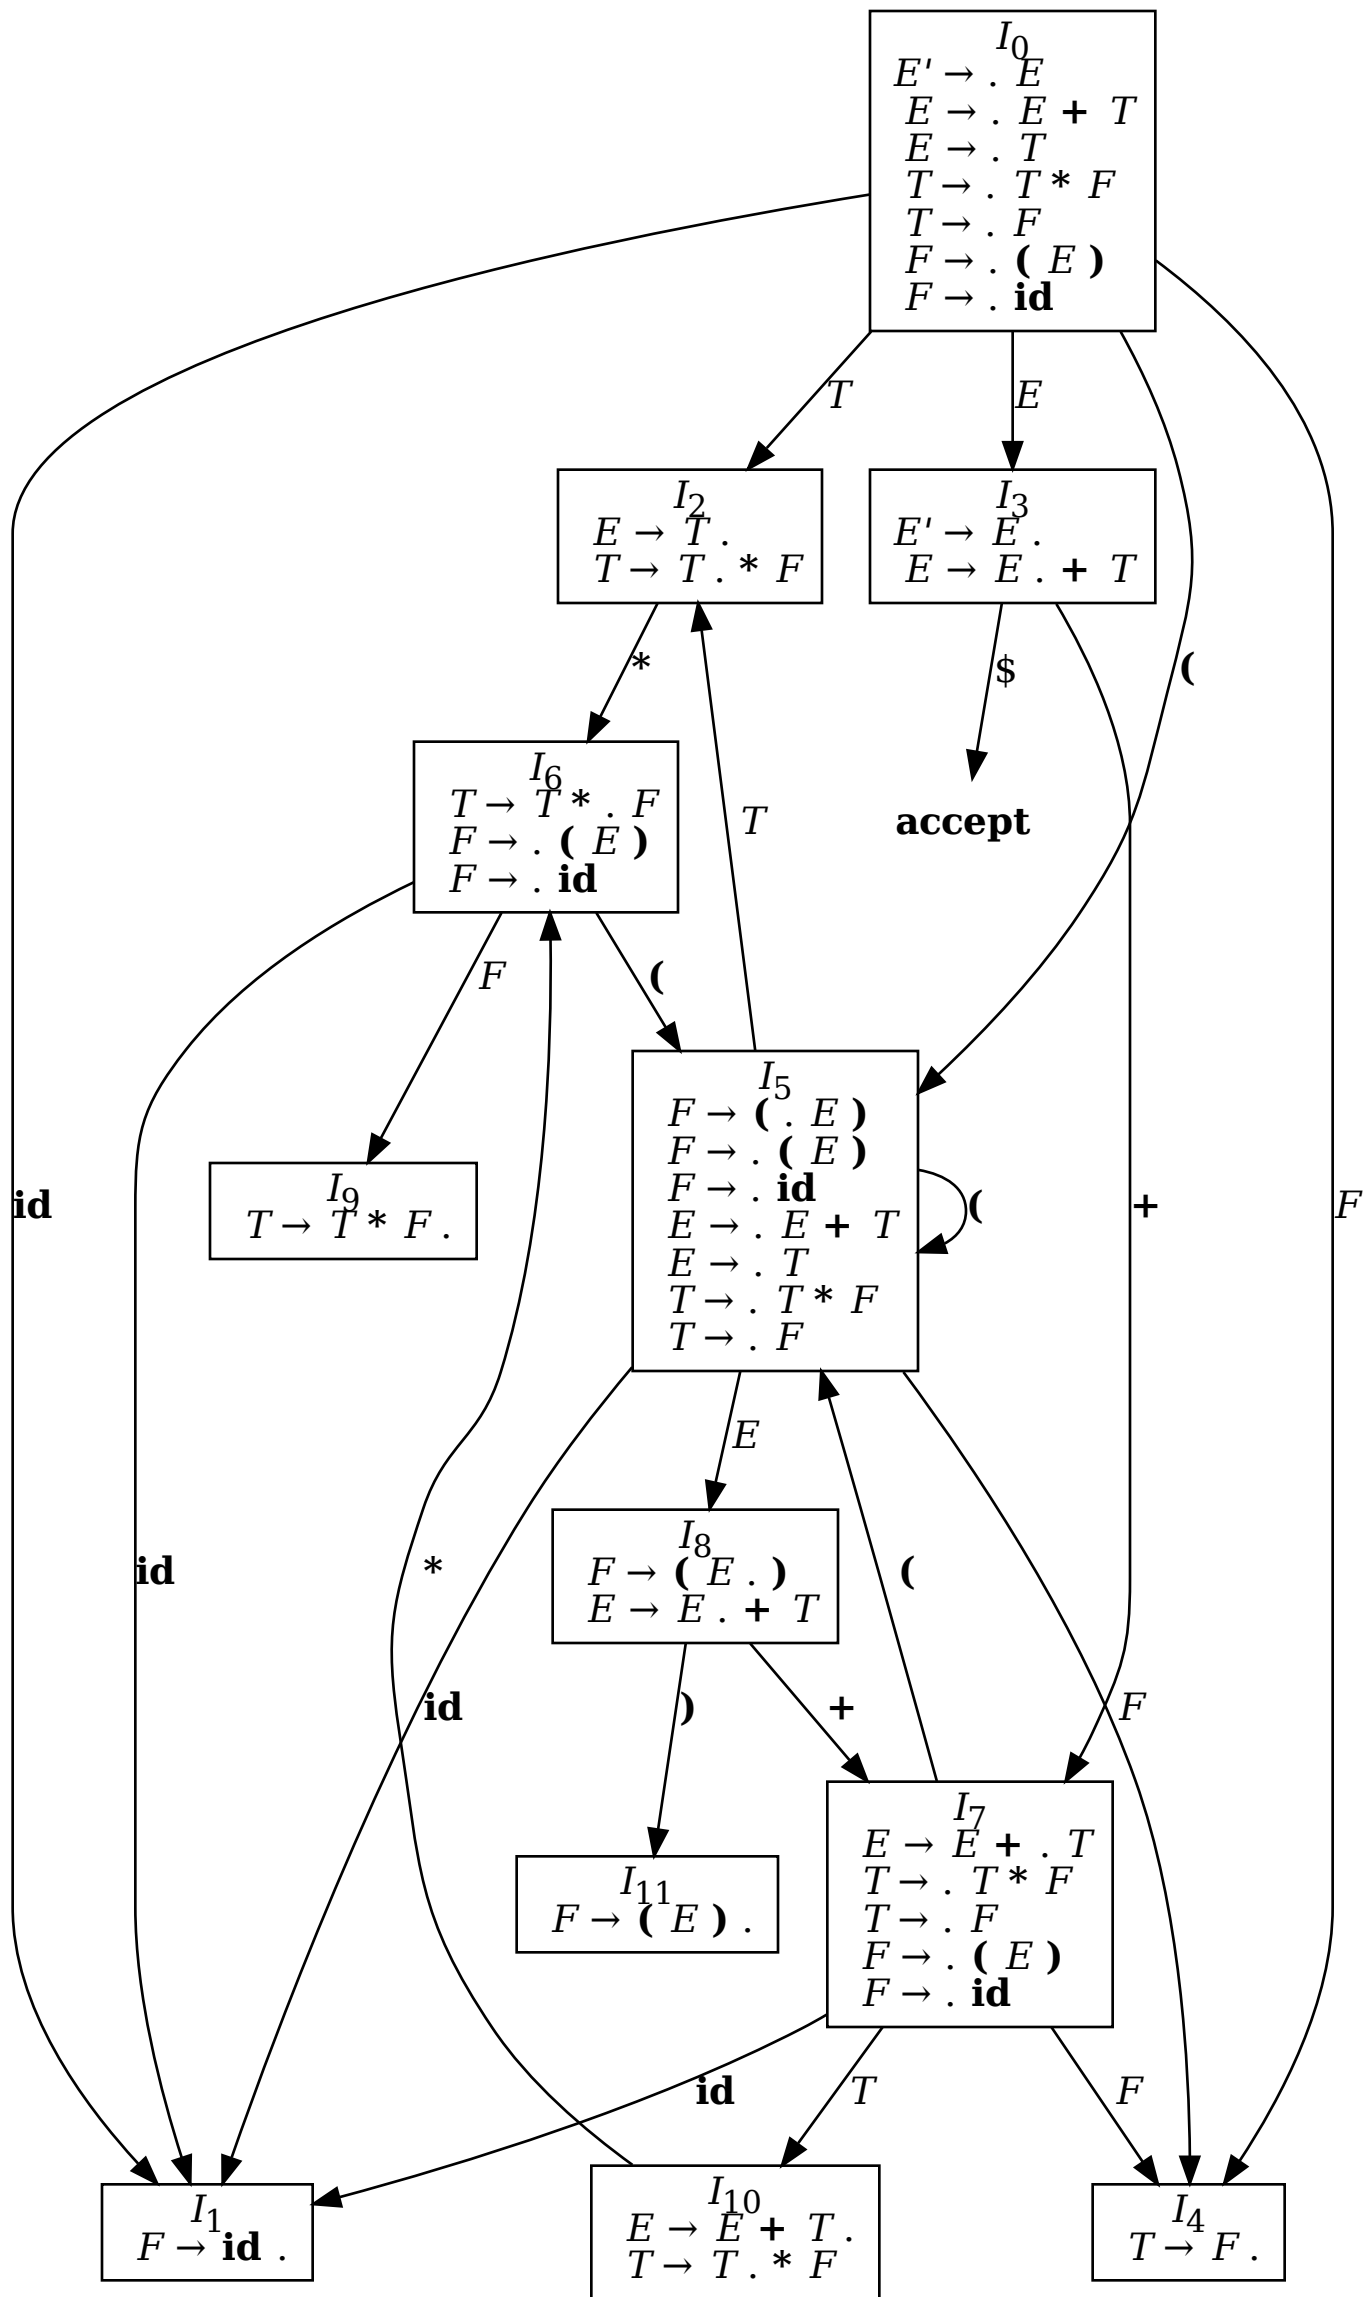 I0
E' → . E
E → . E + T
E → . T
T → . T * F
T → . F
F → . ( E )
F → . id
T
E
I2
E → T .
T → T . * F
I3
E' → E .
E → E . + T
*
$
(
I6
T → T * . F
F → . ( E )
F → . id
T
accept
F
(
I5
F → ( . E )
F → . ( E )
F → . id
E → . E + T
E → . T
T → . T * F
T → . F
id
I9
T → T * F .
(
+
F
E
I8
F → ( E . )
E → E . + T
id
*
(
id
)
+
F
I7
E → E + . T
T → . T * F
T → . F
F → . ( E )
F → . id
I11
F → ( E ) .
id
T
F
I1
F → id .
I10
E → E + T .
T → T . * F
I4
T → F .